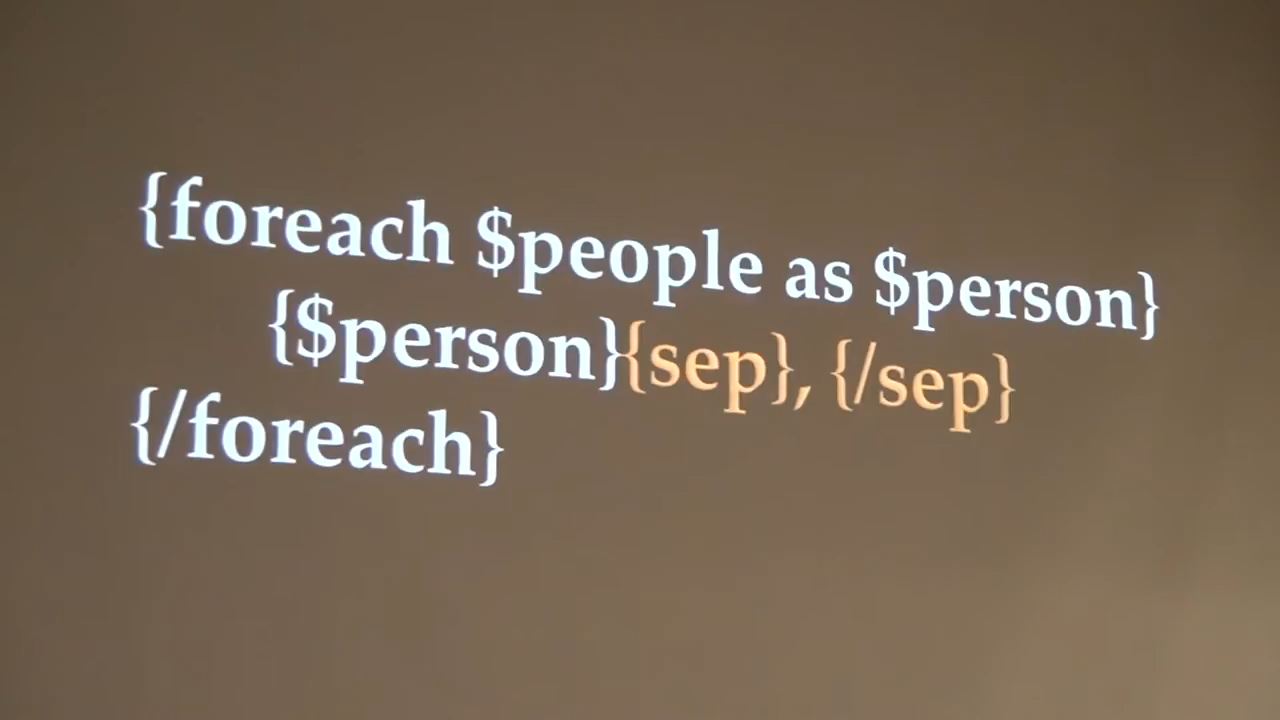 {foreach $people as $person}
{$person}{sep}, {/sep}
{/foreach}